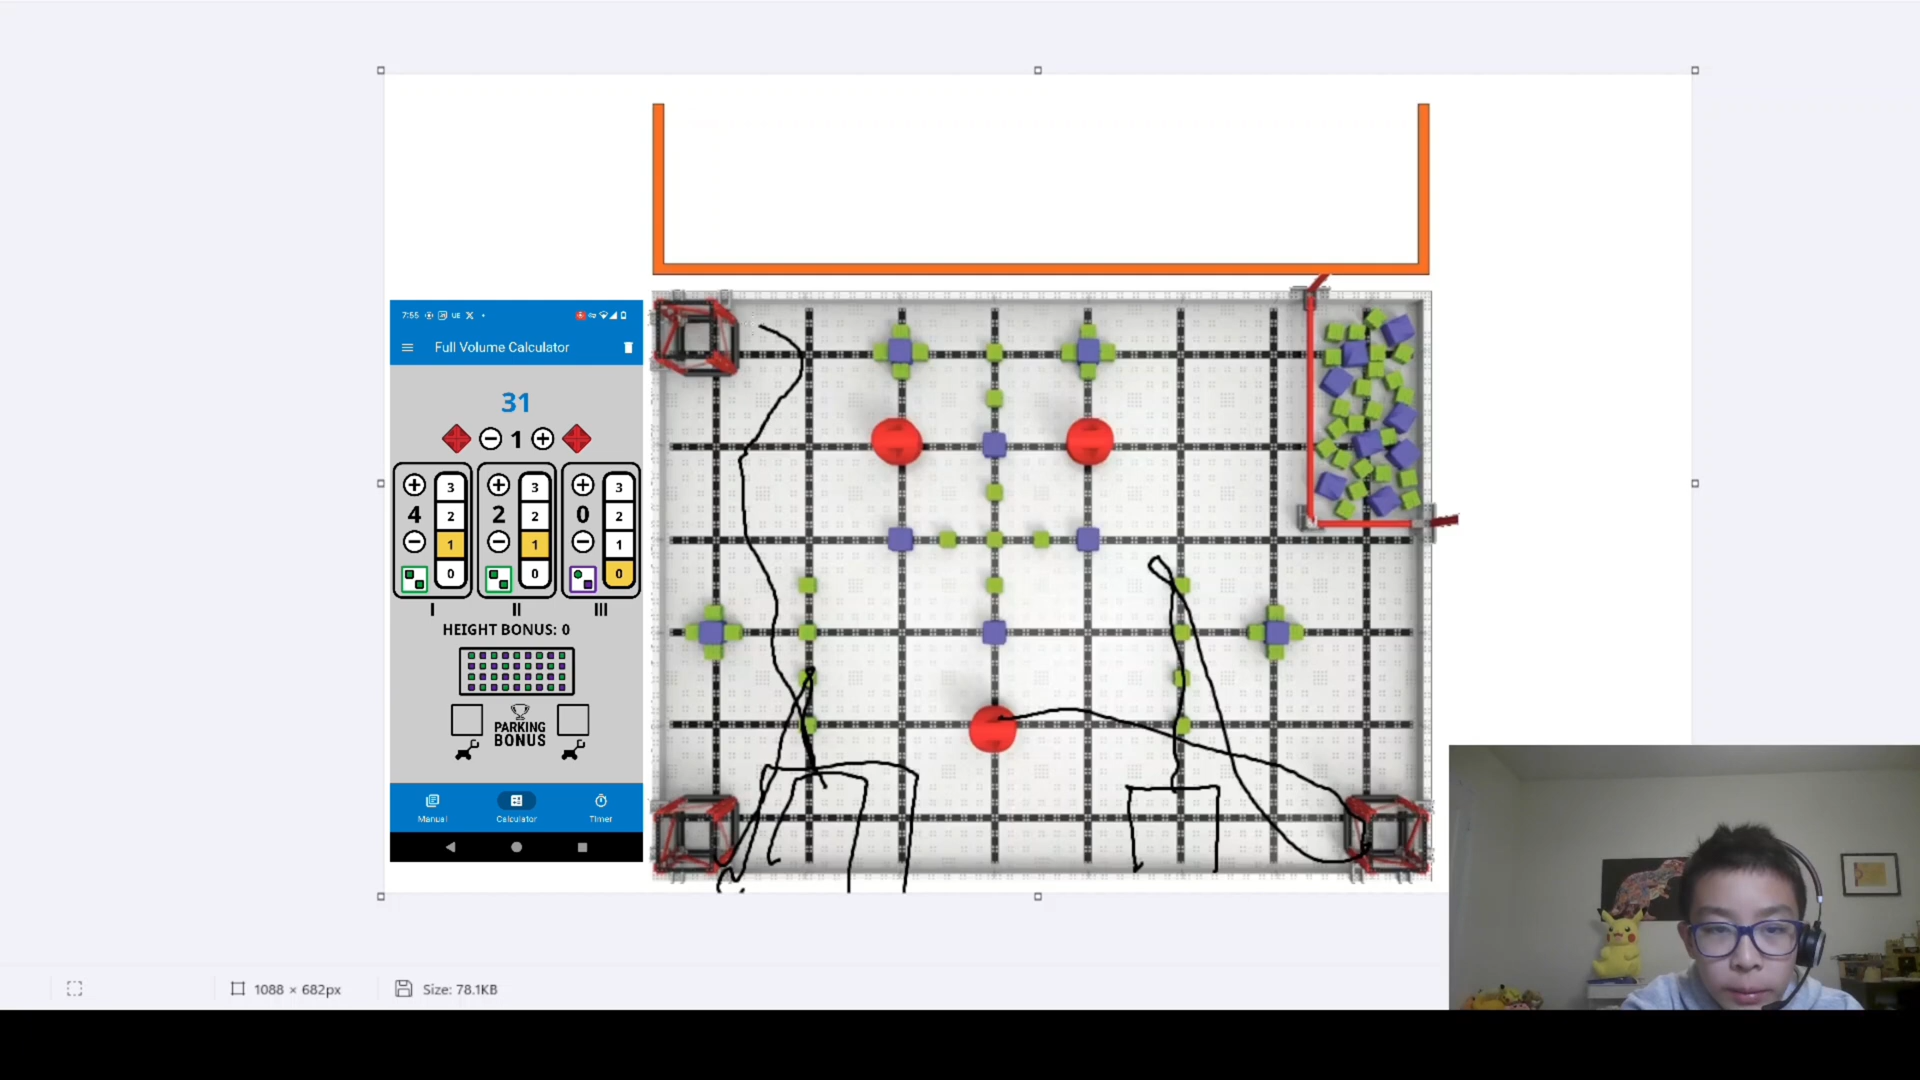 7:55 UE X
Full Volume Calculator
31
1
3 3 3
4 2 2 2 0 2
1 1 1
0 0 0
I II III
HEIGHT BONUS: 0
PARKING
BONUS
Manual Calculator Timer
1088 × 682px Size: 78.1KB